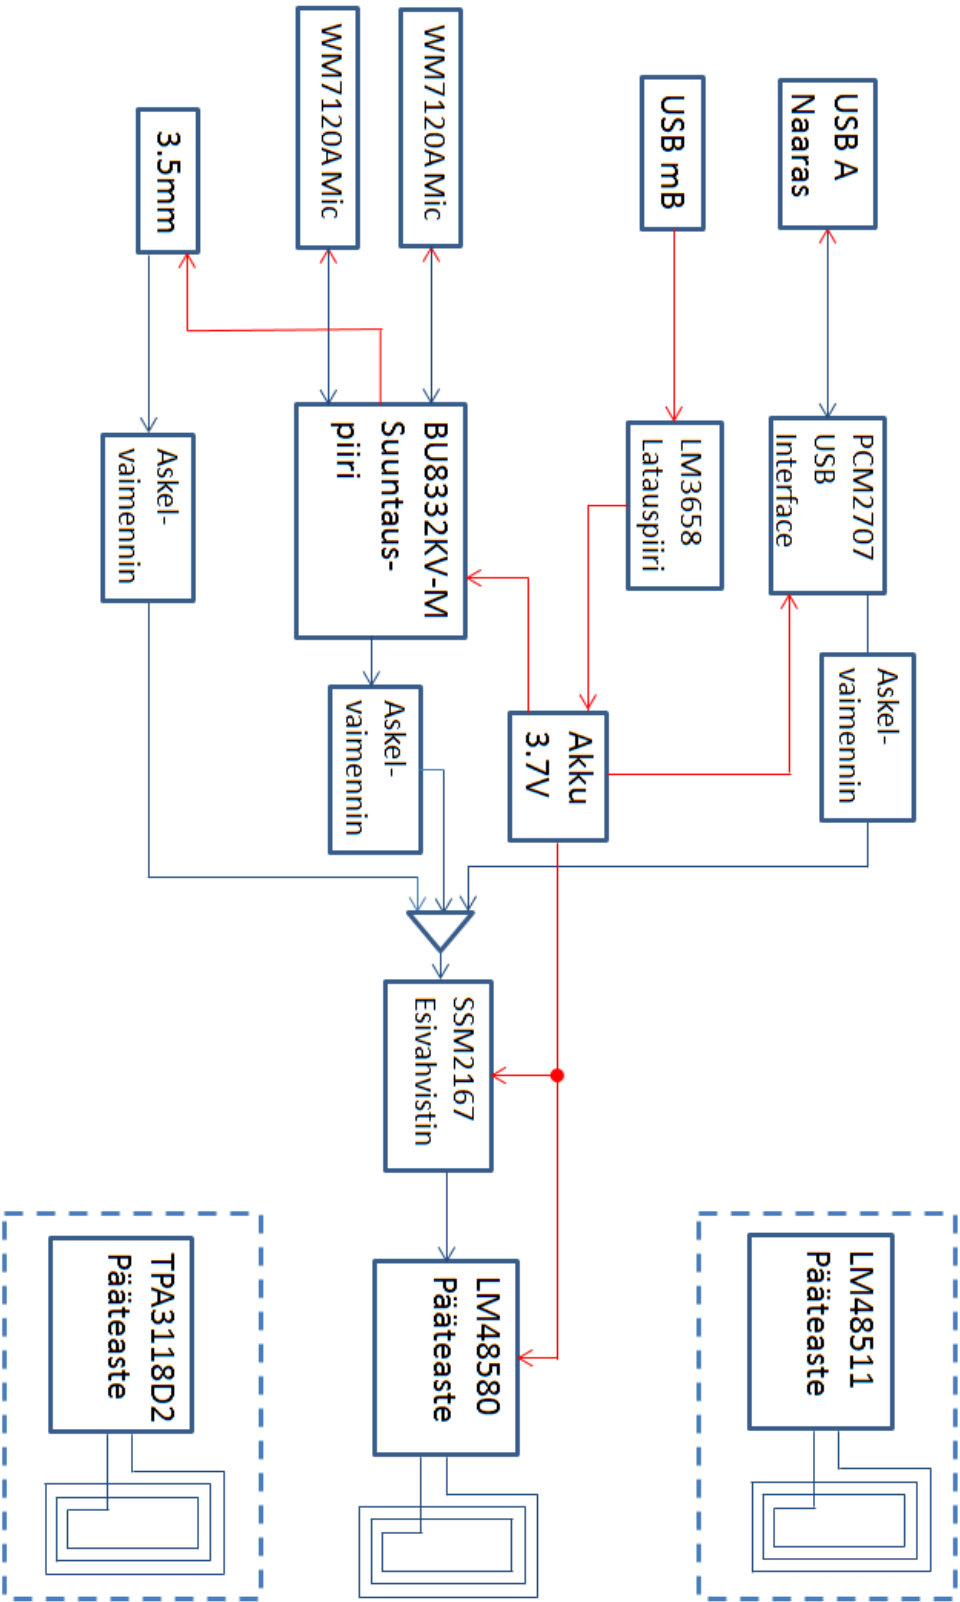 USB A
Naaras
PCM2707
USB
Interface
Askel-
vaimennin
USB mB
LM3658
Latauspiiri
Akku
3.7V
WM7120A Mic
WM7120A Mic
BU8332KV-M
Suuntaus-
piiri
Askel-
vaimennin
3.5mm
Askel-
vaimennin
SSM2167
Esivahvistin
LM48511
Pääteaste
LM48580
Pääteaste
TPA3118D2
Pääteaste